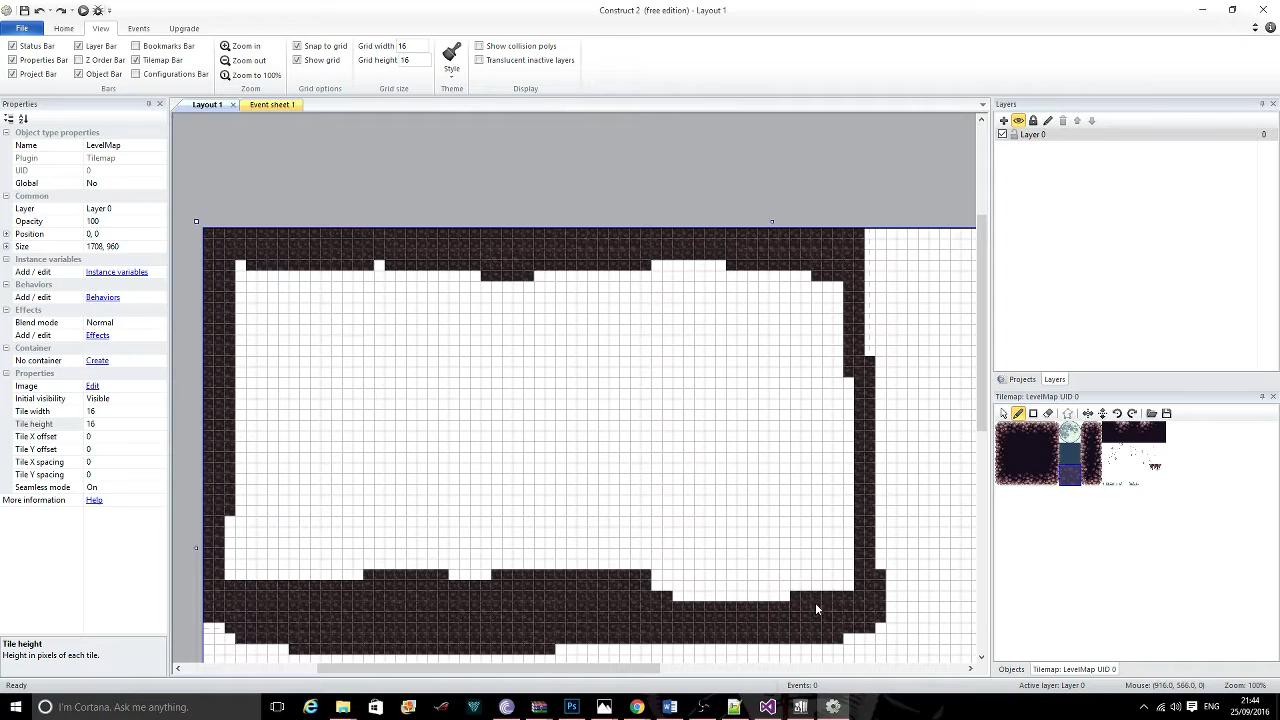 Construct 2 (free edition) - Layout 1
File Home View Events Upgrade
Status Bar Layer Bar Bookmarks Bar Zoom in Snap to grid Grid width 16 Show collision polys
Properties Bar Z Order Bar Tilemap Bar Zoom out Show grid Grid height 16 Translucent inactive layers
Project Bar Object Bar Configurations Bar Zoom to 100% Style
Bars Zoom Grid options Grid size Theme Display
Properties Layout 1 Event sheet 1 Layers
Object type properties
Name LevelMap
Layer 0 0
Plugin Tilemap
UID 0
Global No
Common
Layer Layer 0
Opacity 100
Position 0, 0
Size 1708, 960
Instance variables
Add / edit Instance variables
Behaviors
Add / edit Behaviors
Effects
Blend mode Normal
Add / edit Effects
Container
No container Create
Properties
Image Edit
Initial visibility Visible
Tile width 16
Tile height 16
Tile X offset 0
Tile Y offset 0
Tile X spacing 0
Tile Y spacing 0
Seamless mode On
More information Help
Projects Layers
Tilemap: LevelMap UID 0
Tile height
Height in pixels of each tile.
Objects Tilemap: LevelMap UID 0
Ready Events: 0 Active layer: Layer 0 Mouse: (916.0, 566.0, 0) Zoom: 100%
I'm Cortana. Ask me anything. ENG 21:44
25/09/2016